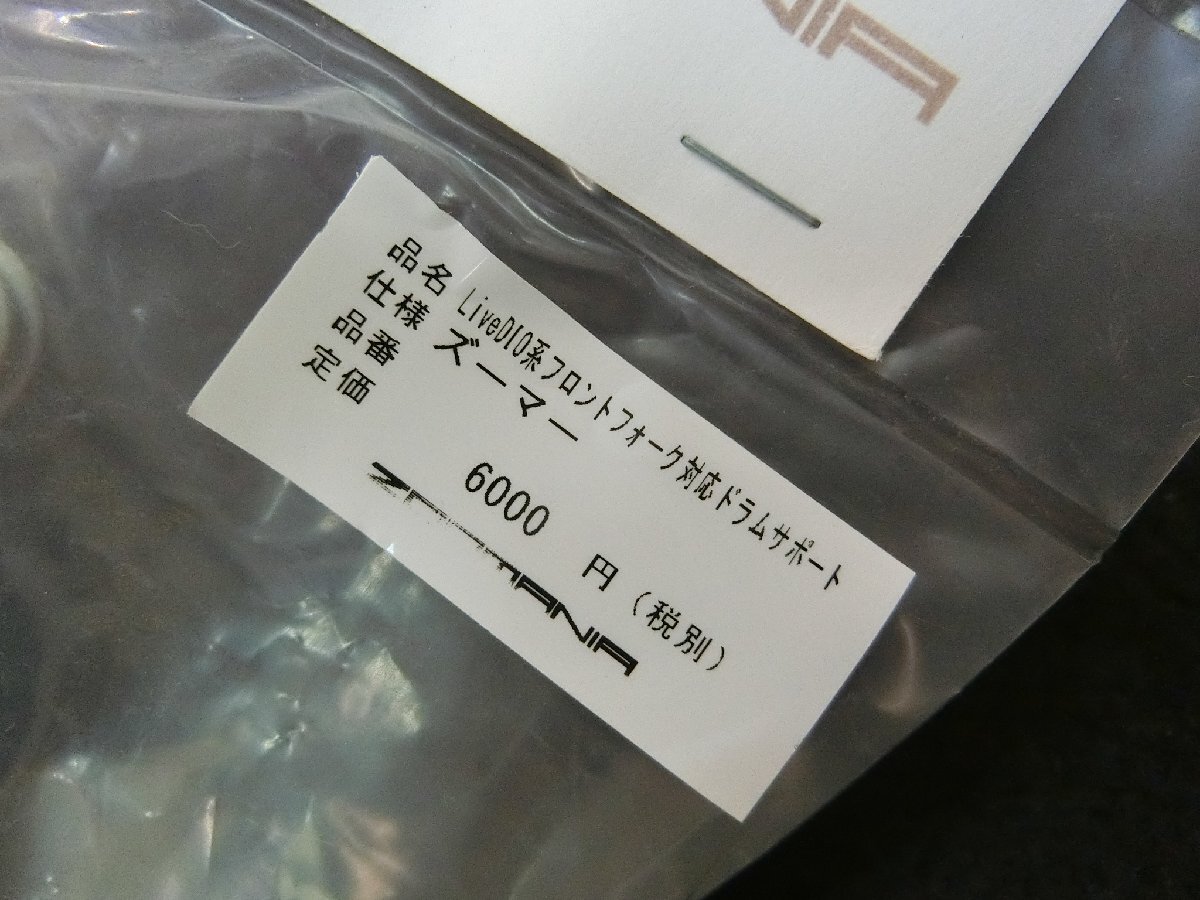 品名 LiveDIO系フロントフォーク対応ドラムサポート
仕様 ズーマー
品番
定価 6000 円（税別）